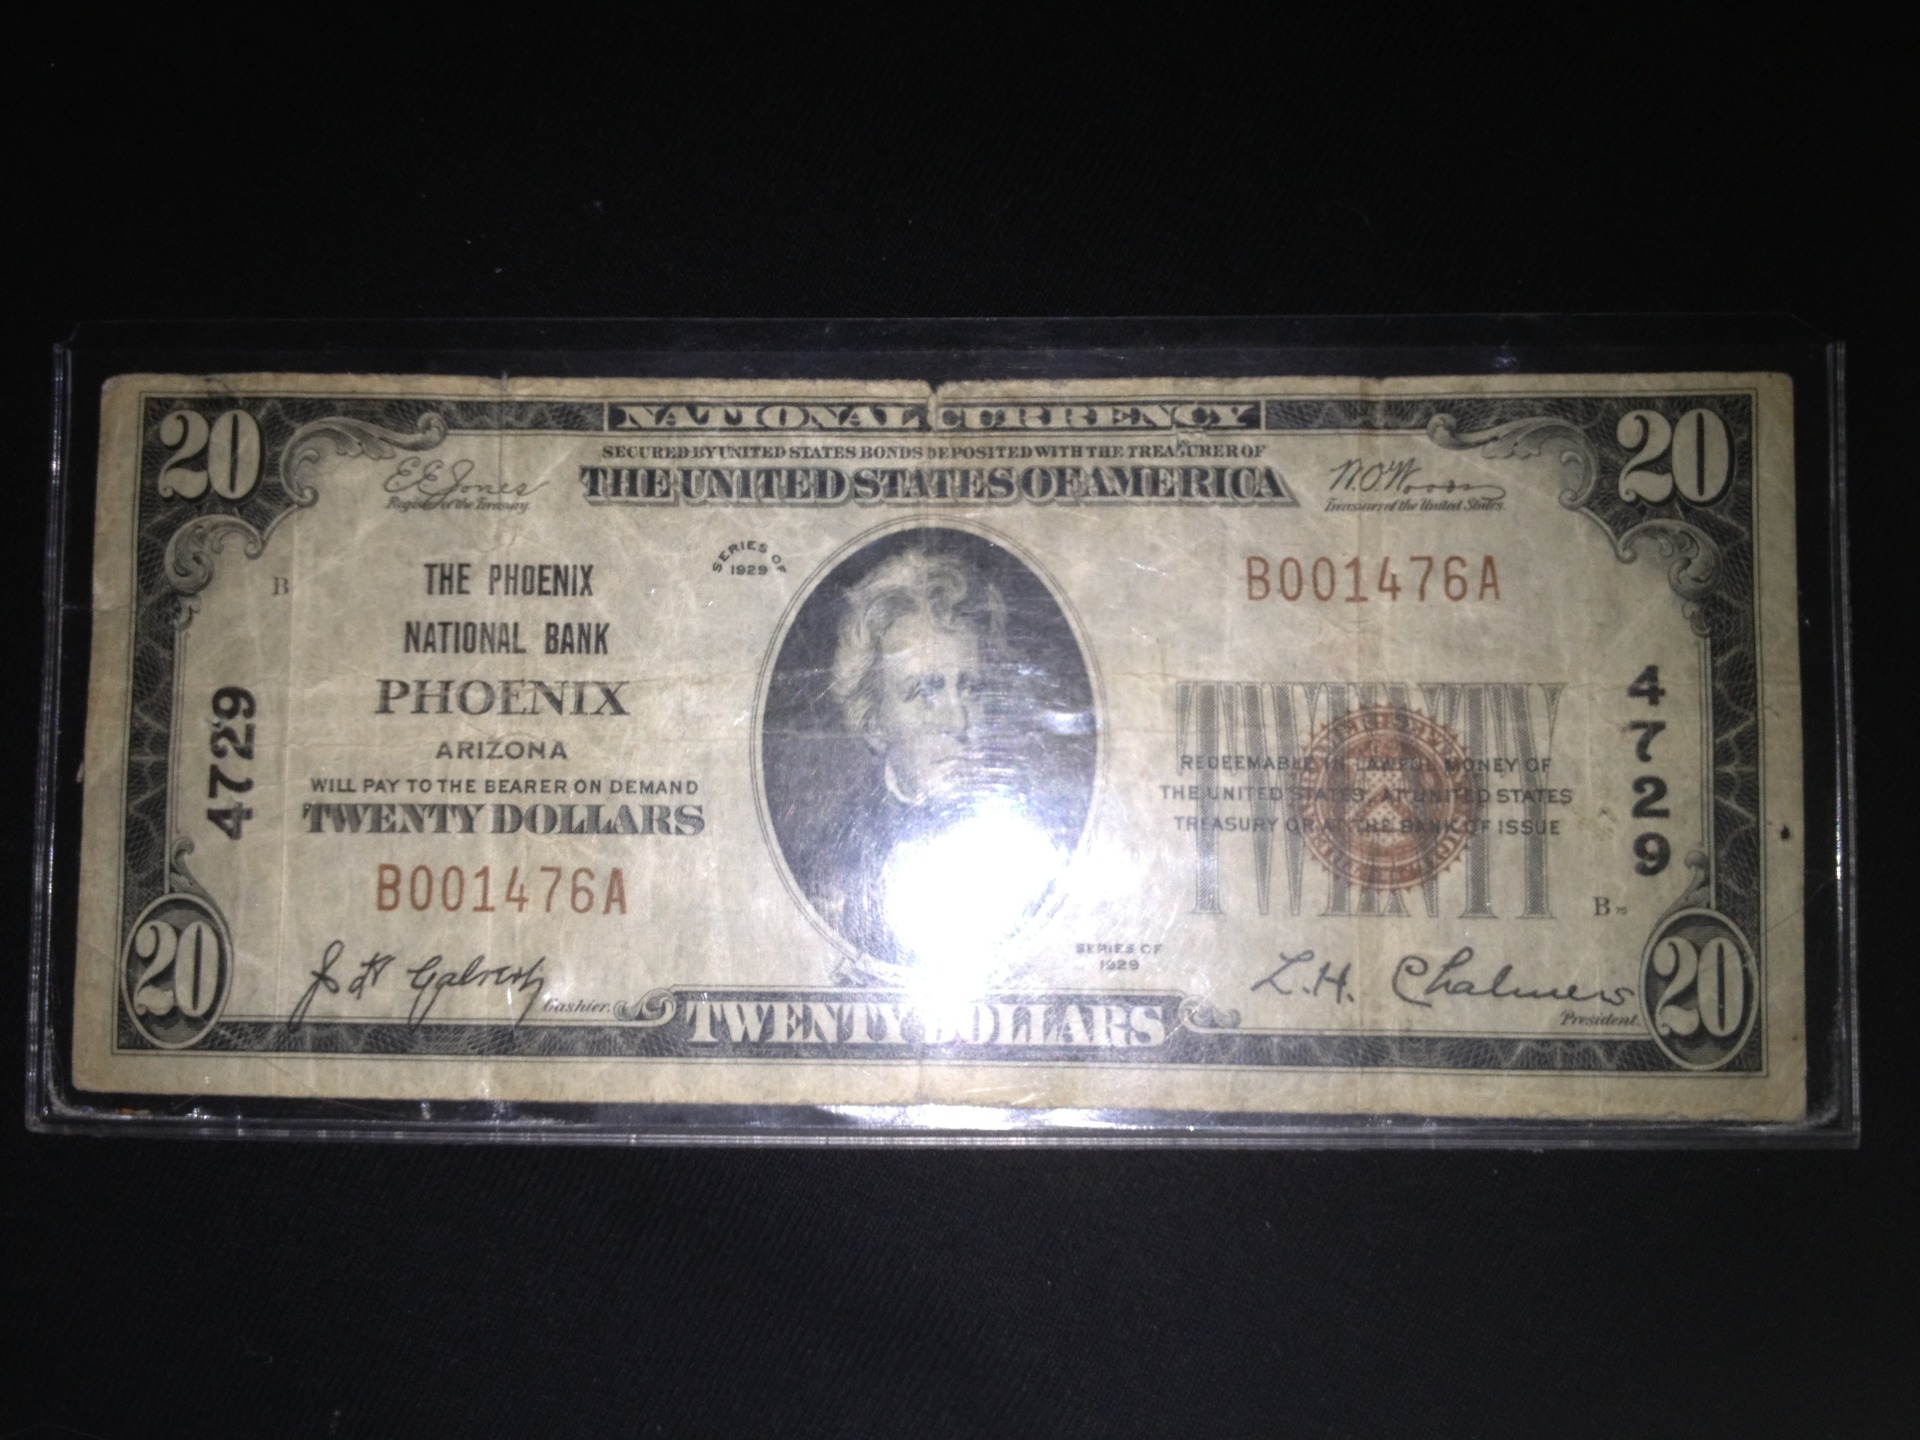 NATIONAL CURRENCY
20
20
SECURED BY UNITED STATES BONDS DEPOSITED WITH THE TREASURER OF
THE UNITED STATES OF AMERICA
E.E. Jones
Register of the Treasury.
W.O. Woods
Treasurer of the United States.
SERIES OF
1929
B
THE PHOENIX
NATIONAL BANK
PHOENIX
ARIZONA
WILL PAY TO THE BEARER ON DEMAND
TWENTY DOLLARS
B001476A
4729
B001476A
4729
TWENTY
REDEEMABLE IN LAWFUL MONEY OF
THE UNITED STATES AT UNITED STATES
TREASURY OR AT THE BANK OF ISSUE
B
SERIES OF
1929
Cashier.
L.H. Chalmers
President.
20
TWENTY DOLLARS
20